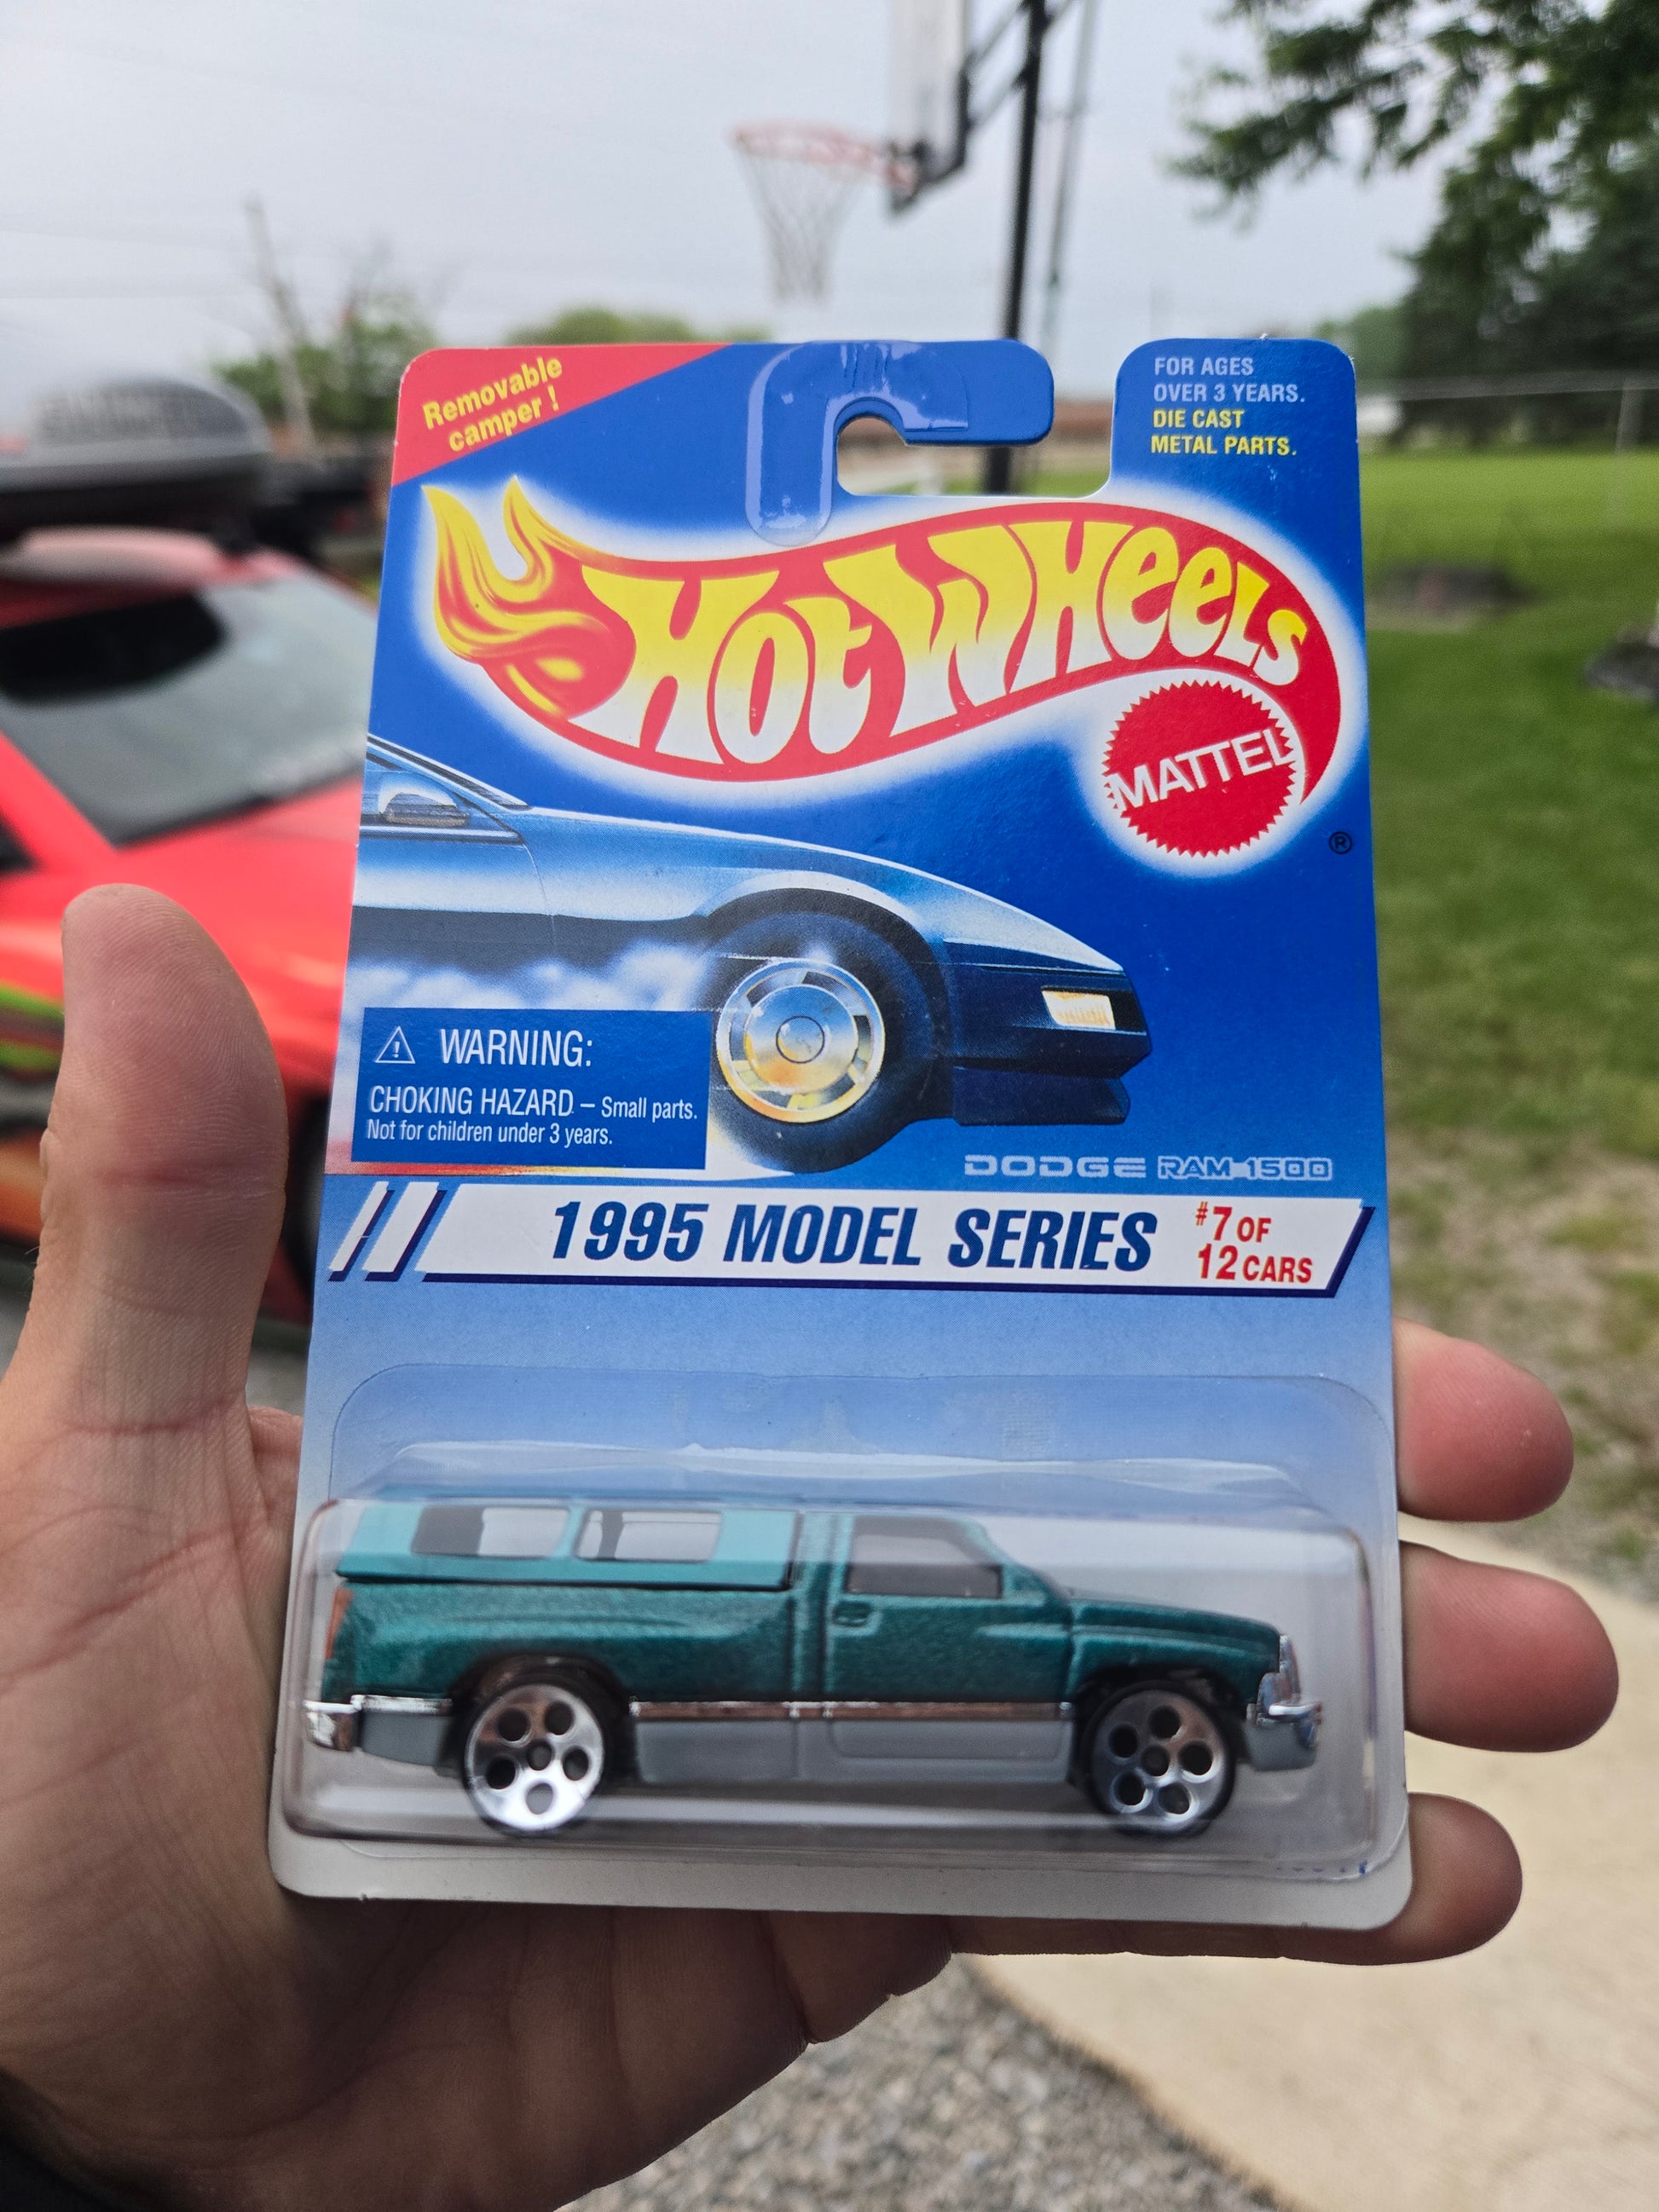 Removable
camper !
FOR AGES
OVER 3 YEARS.
DIE CAST
METAL PARTS.
HOT WHEELS
MATTEL
®
⚠ WARNING:
CHOKING HAZARD – Small parts.
Not for children under 3 years.
DODGE RAM 1500
1995 MODEL SERIES
#7 OF
12 CARS